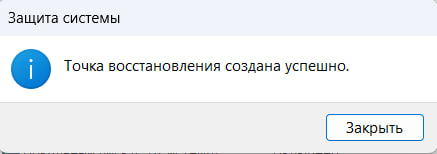 Защита системы
Точка восстановления создана успешно.
Закрыть